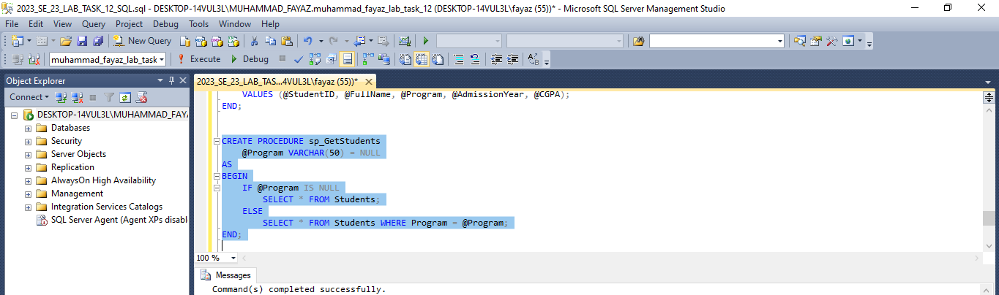 2023_SE_23_LAB_TASK_12_SQL.sql - DESKTOP-14VUL3L\MUHAMMAD_FAYAZ.muhammad_fayaz_lab_task_12 (DESKTOP-14VUL3L\fayaz (55))* - Microsoft SQL Server Management Studio
File Edit View Query Project Debug Tools Window Help
New Query
muhammad_fayaz_lab_task Execute Debug
Object Explorer
Connect
DESKTOP-14VUL3L\MUHAMMAD_FAYA
Databases
Security
Server Objects
Replication
AlwaysOn High Availability
Management
Integration Services Catalogs
SQL Server Agent (Agent XPs disabl
2023_SE_23_LAB_TAS...4VUL3L\fayaz (55))*
VALUES (@StudentID, @FullName, @Program, @AdmissionYear, @CGPA);
END;
CREATE PROCEDURE sp_GetStudents
@Program VARCHAR(50) = NULL
AS
BEGIN
IF @Program IS NULL
SELECT * FROM Students;
ELSE
SELECT * FROM Students WHERE Program = @Program;
END;
100 %
Messages
Command(s) completed successfully.